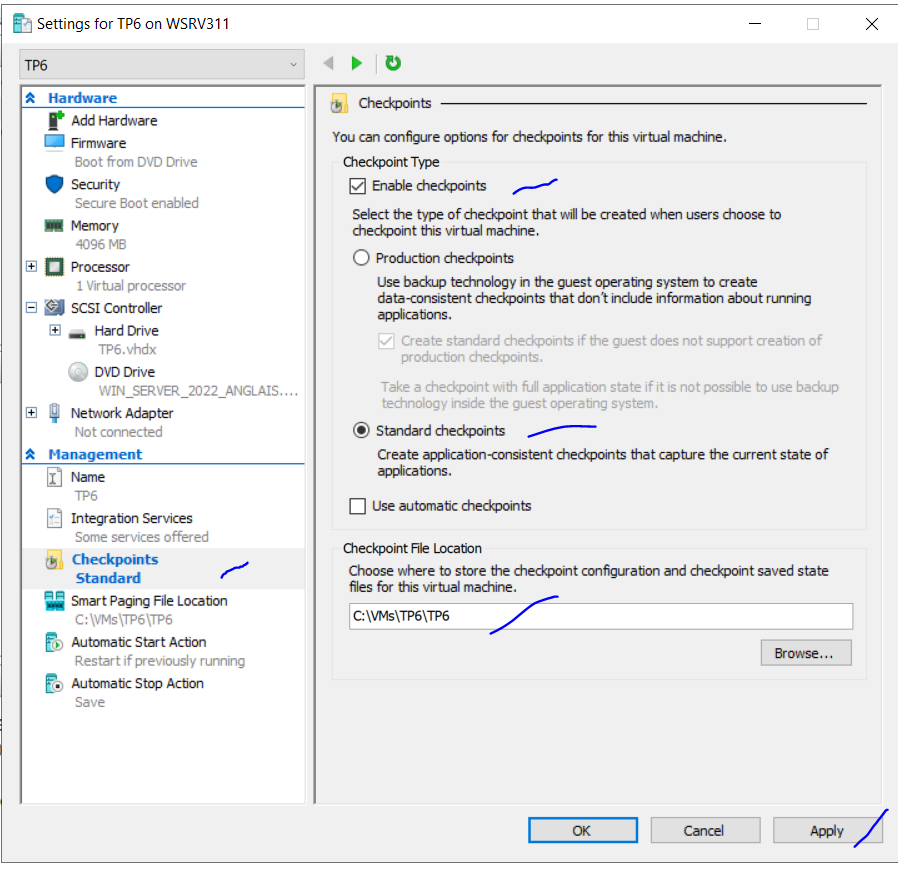 Settings for TP6 on WSRV311
TP6
Hardware
Add Hardware
Firmware
Boot from DVD Drive
Security
Secure Boot enabled
Memory
4096 MB
Processor
1 Virtual processor
SCSI Controller
Hard Drive
TP6.vhdx
DVD Drive
WIN_SERVER_2022_ANGLAIS....
Network Adapter
Not connected
Management
Name
TP6
Integration Services
Some services offered
Checkpoints
Standard
Smart Paging File Location
C:\VMs\TP6\TP6
Automatic Start Action
Restart if previously running
Automatic Stop Action
Save
Checkpoints
You can configure options for checkpoints for this virtual machine.
Checkpoint Type
Enable checkpoints
Select the type of checkpoint that will be created when users choose to
checkpoint this virtual machine.
Production checkpoints
Use backup technology in the guest operating system to create
data-consistent checkpoints that don't include information about running
applications.
Create standard checkpoints if the guest does not support creation of
production checkpoints.
Take a checkpoint with full application state if it is not possible to use backup
technology inside the guest operating system.
Standard checkpoints
Create application-consistent checkpoints that capture the current state of
applications.
Use automatic checkpoints
Checkpoint File Location
Choose where to store the checkpoint configuration and checkpoint saved state
files for this virtual machine.
C:\VMs\TP6\TP6
Browse...
OK
Cancel
Apply